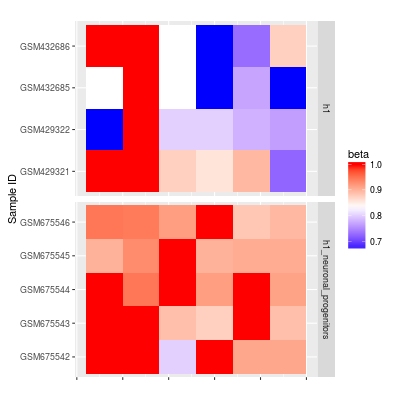 GSM432686
GSM432685
GSM429322
GSM429321
h1
GSM675546
GSM675545
GSM675544
GSM675543
GSM675542
h1_neuronal_progenitors
Sample ID
beta
1.0
0.9
0.8
0.7